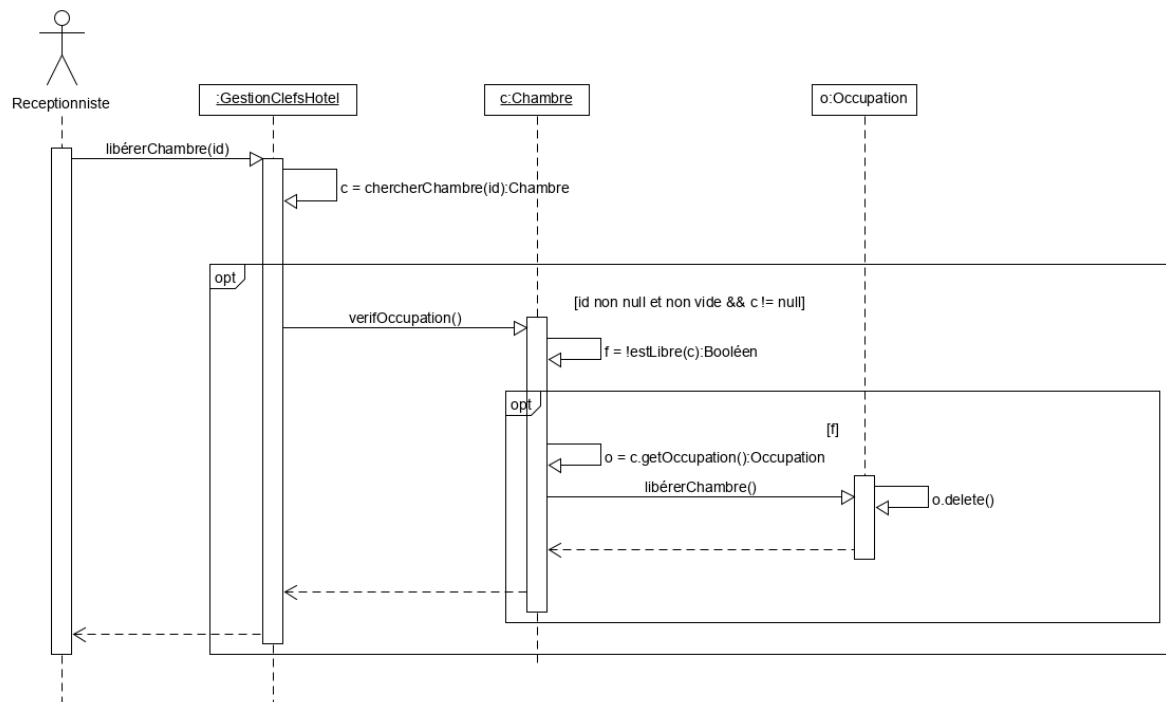 Receptionniste
:GestionClefsHotel
c:Chambre
o:Occupation
libérerChambre(id)
c = chercherChambre(id):Chambre
opt
[id non null et non vide && c != null]
verifOccupation()
f = !estLibre(c):Booléen
opt
[f]
o = c.getOccupation():Occupation
libérerChambre()
o.delete()